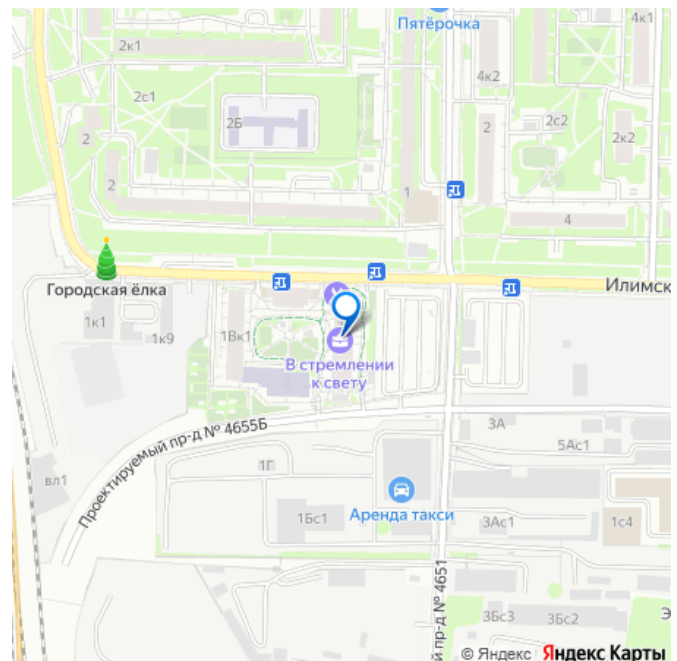 Пятёрочка
4к1
2к1
4к2
2с1
2Б
2
2с2
2
2к2
2
1
4
Городская ёлка
Илимск
1к1
1к9
1Вк1
В стремлении
к свету
Проектируемый пр-д № 4655Б
3А
5Ас1
вл1
1Г
Аренда такси
1Бс1
3Ас1
1с4
й пр-д № 4651
3Бс3
3Бс2
Э
© Яндекс Яндекс Карты